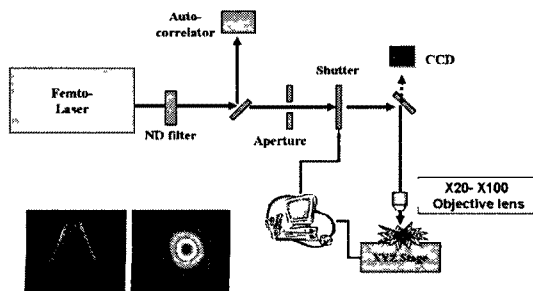 Auto-
correlator
Shutter
CCD
Femto-
Laser
ND filter
Aperture
X20- X100
Objective lens
XYZ Stage